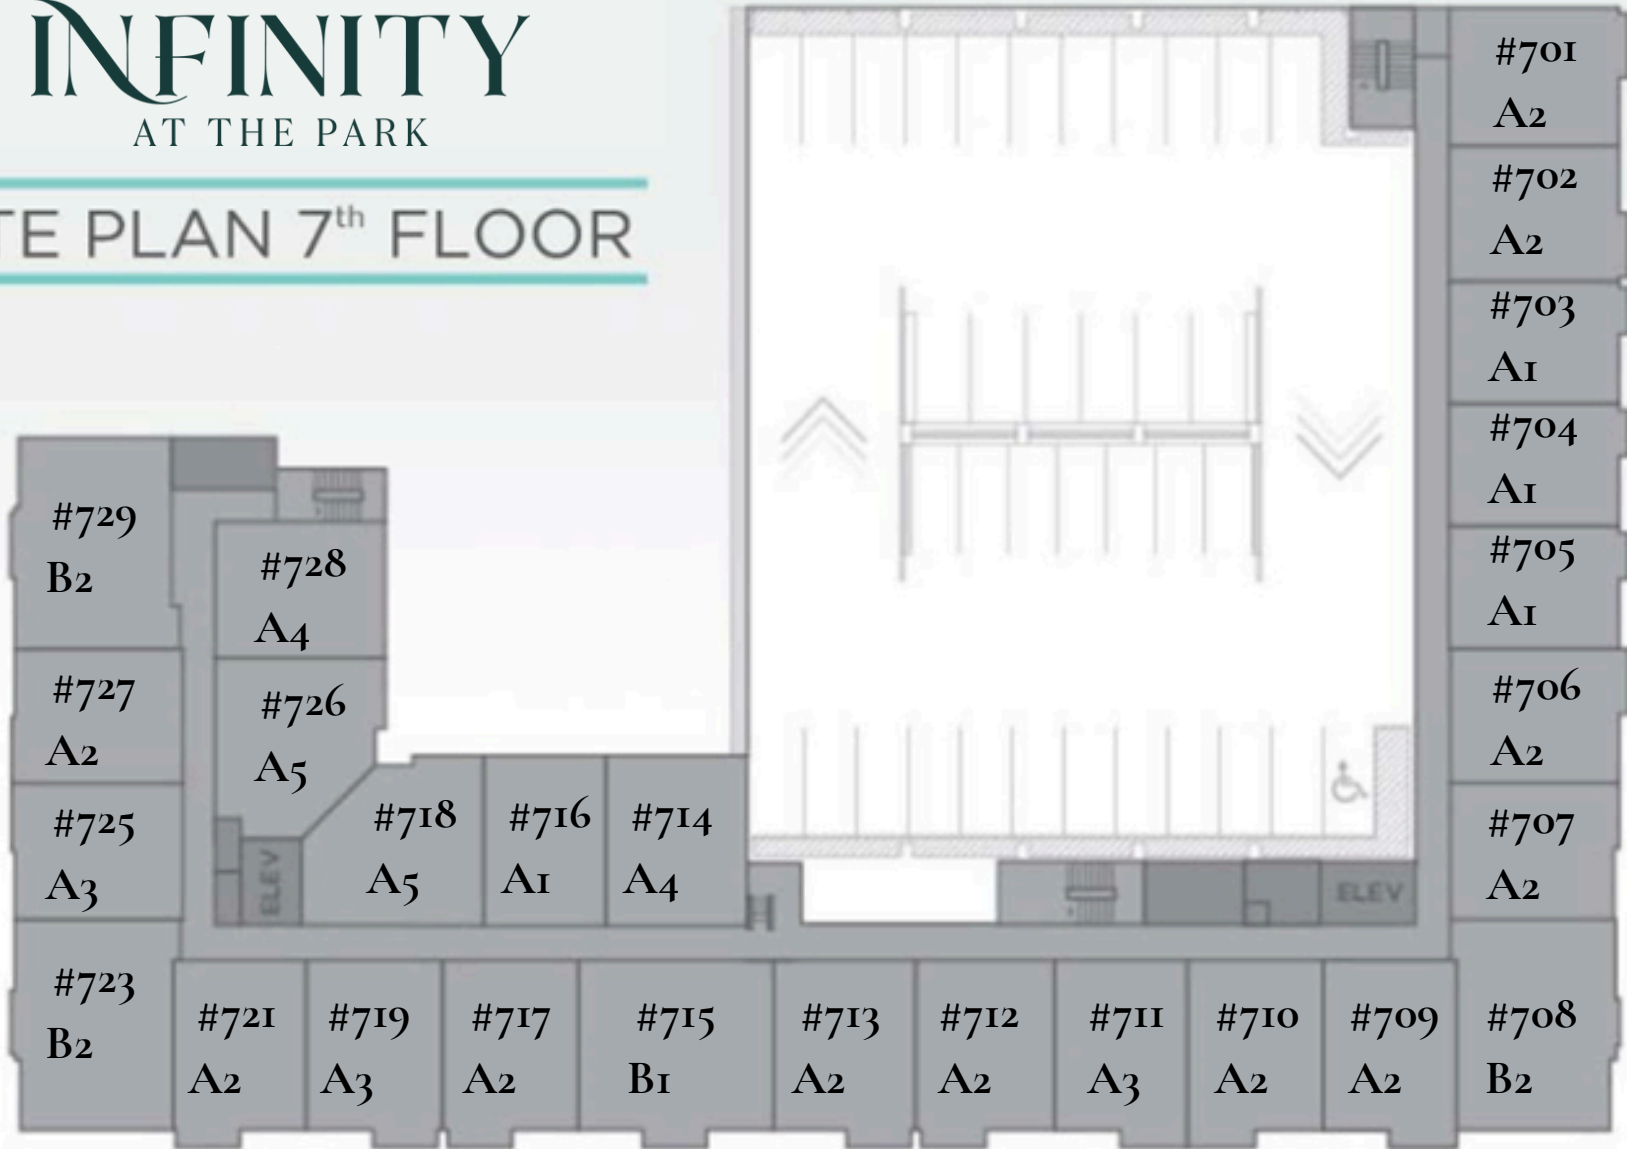 INFINITY
AT THE PARK
TE PLAN 7th FLOOR
#701
A2
#702
A2
#703
A1
#704
A1
#705
A1
#706
A2
#707
A2
#708
B2
#709
A2
#710
A2
#711
A3
#712
A2
#713
A2
#715
B1
#717
A2
#719
A3
#721
A2
#723
B2
#725
A3
#727
A2
#729
B2
#728
A4
#726
A5
#718
A5
#716
A1
#714
A4
ELEV
ELEV